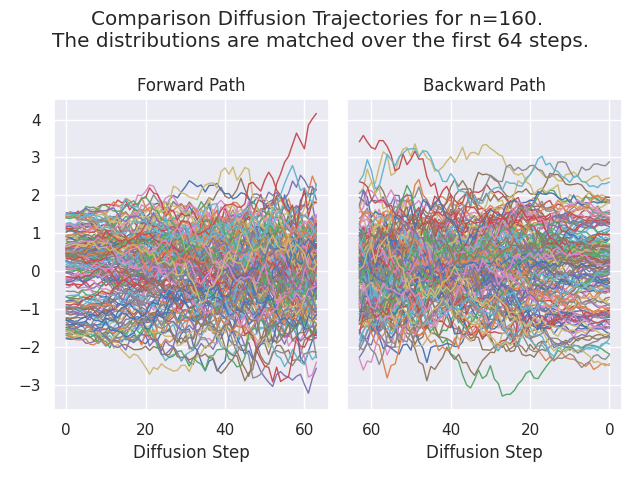 Comparison Diffusion Trajectories for n=160.
The distributions are matched over the first 64 steps.
Forward Path
Backward Path
4
3
2
1
0
−1
−2
−3
0 20 40 60
60 40 20 0
Diffusion Step
Diffusion Step